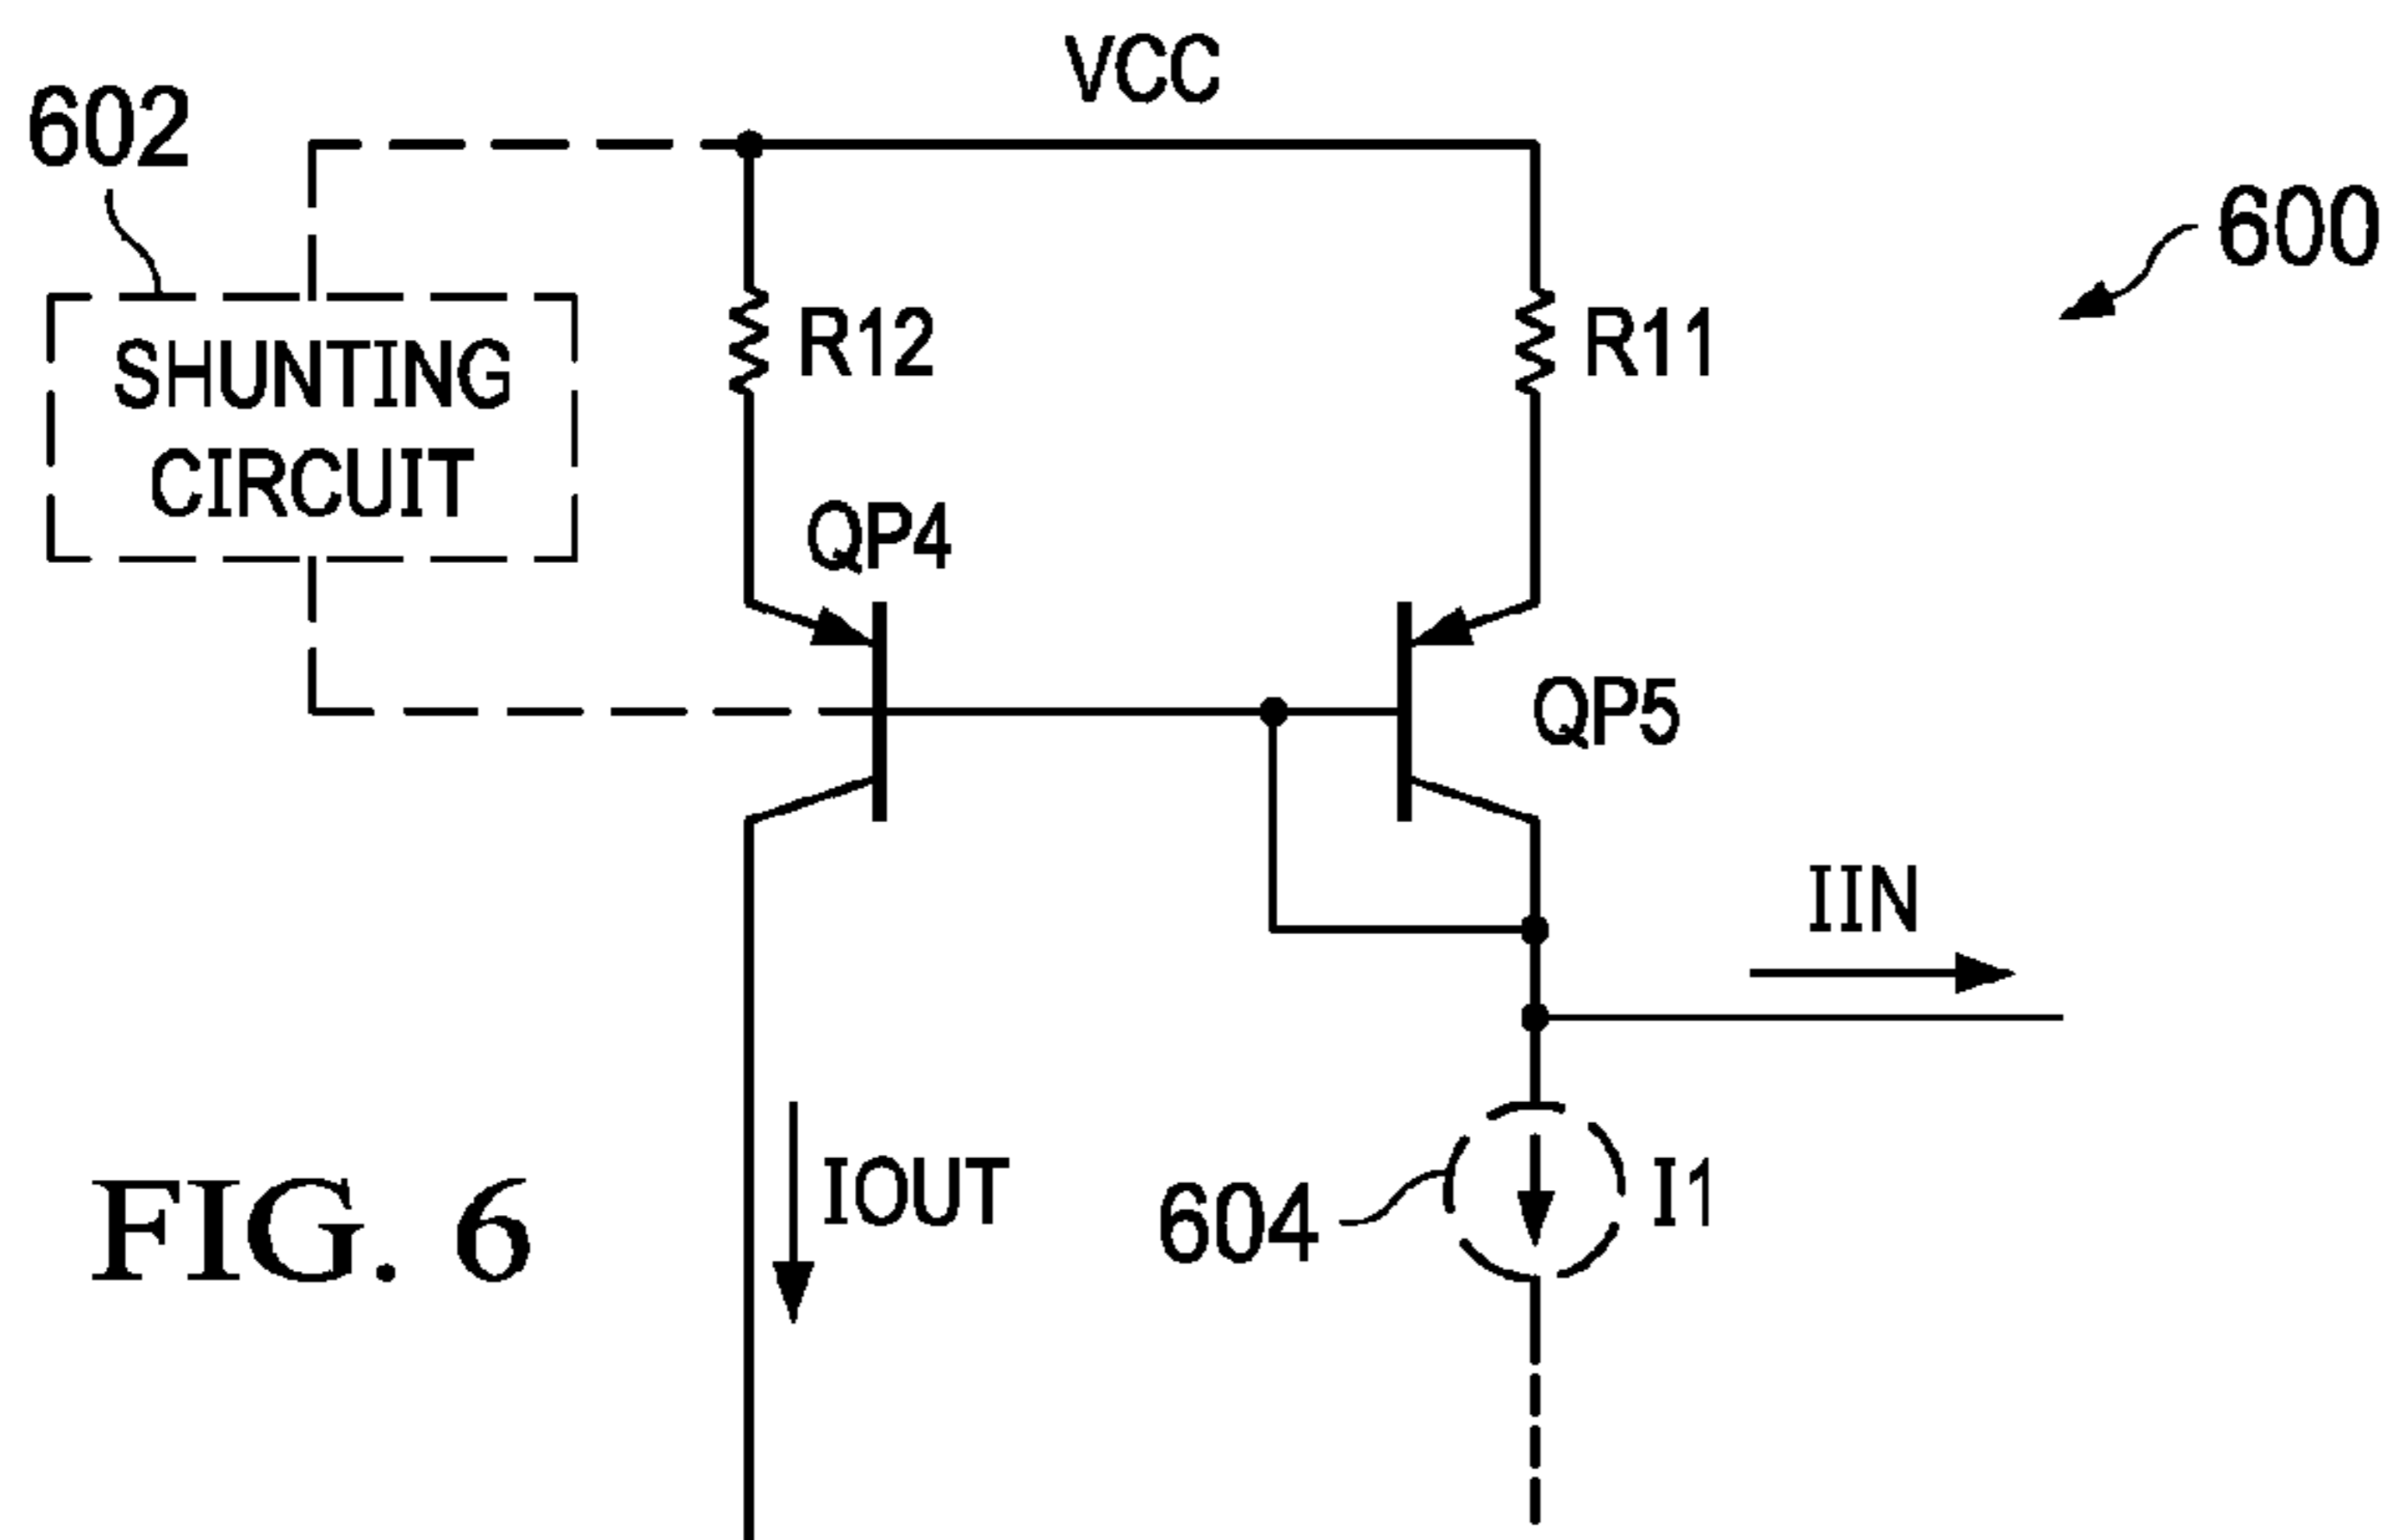 VCC
602
600
R12
R11
SHUNTING
CIRCUIT
QP4
QP5
IIN
IOUT
604
I1
FIG. 6